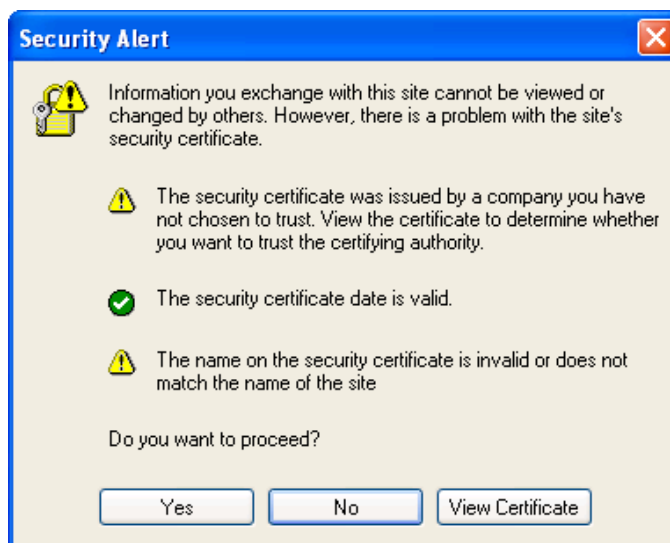 Security Alert
Information you exchange with this site cannot be viewed or
changed by others. However, there is a problem with the site's
security certificate.
The security certificate was issued by a company you have
not chosen to trust. View the certificate to determine whether
you want to trust the certifying authority.
The security certificate date is valid.
The name on the security certificate is invalid or does not
match the name of the site
Do you want to proceed?
Yes No View Certificate